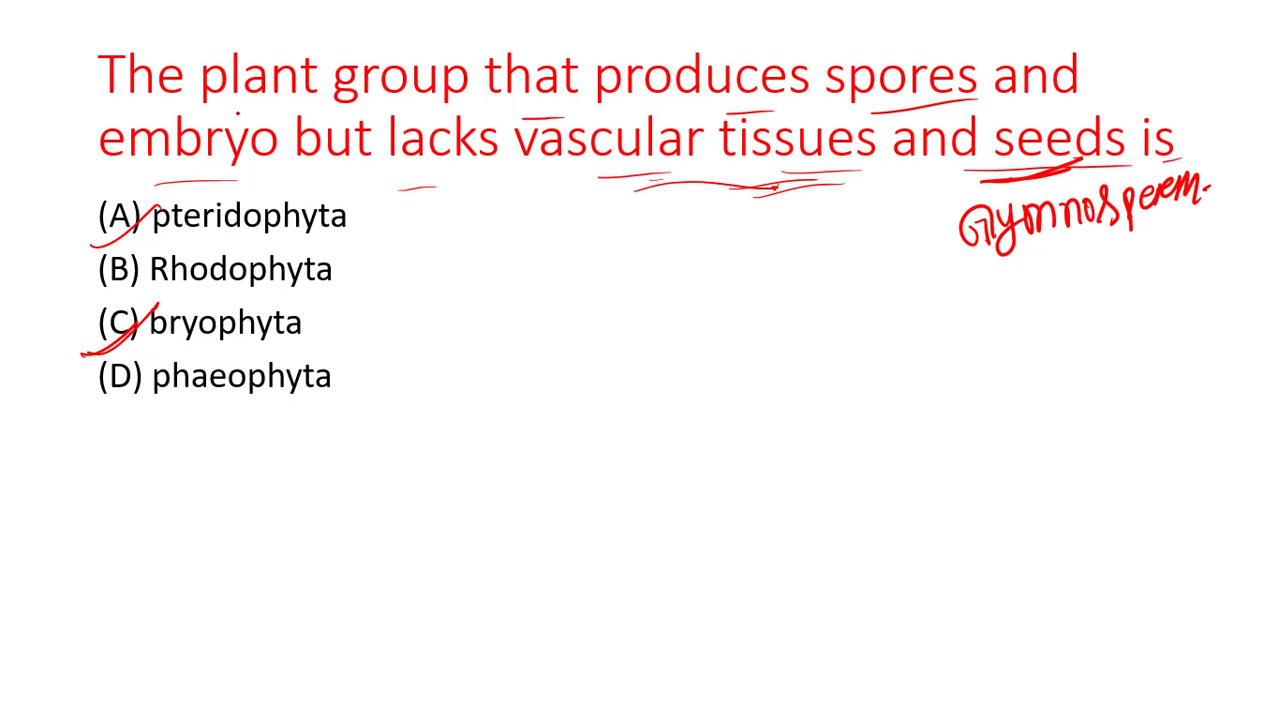 The plant group that produces spores and
embryo but lacks vascular tissues and seeds is
Gymnosperm.
(A) pteridophyta
(B) Rhodophyta
(C) bryophyta
(D) phaeophyta